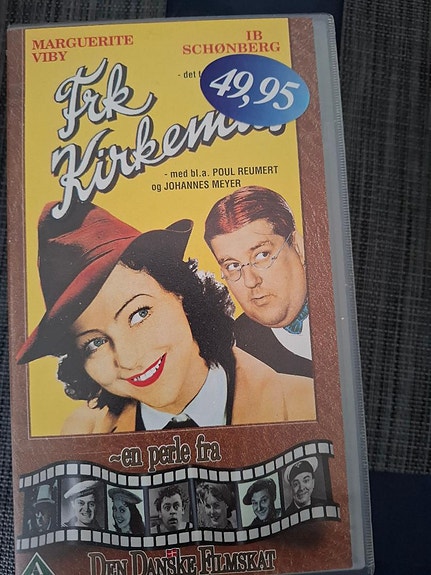 MARGUERITE
VIBY
IB
SCHØNBERG
- det
49,95
Frk
- med bl.a. POUL REUMERT
og JOHANNES MEYER
~en perle fra
A
DEN DANSKE FILMSKAT